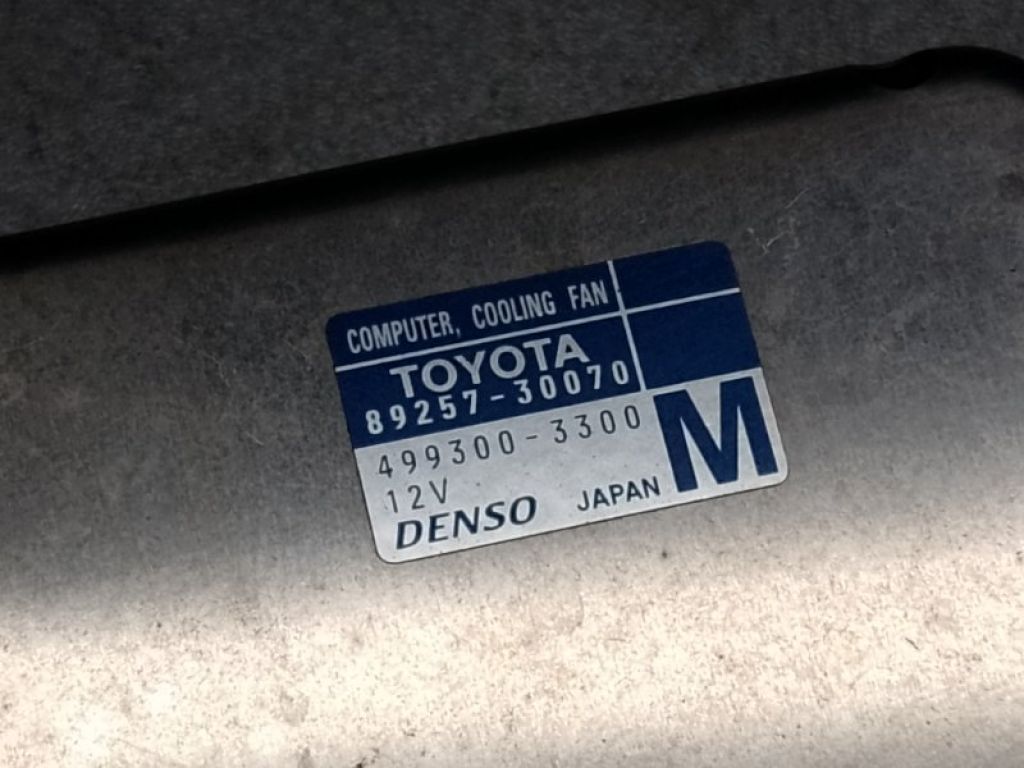 COMPUTER, COOLING FAN
TOYOTA
89257-30070
499300-3300
12V
DENSO JAPAN M